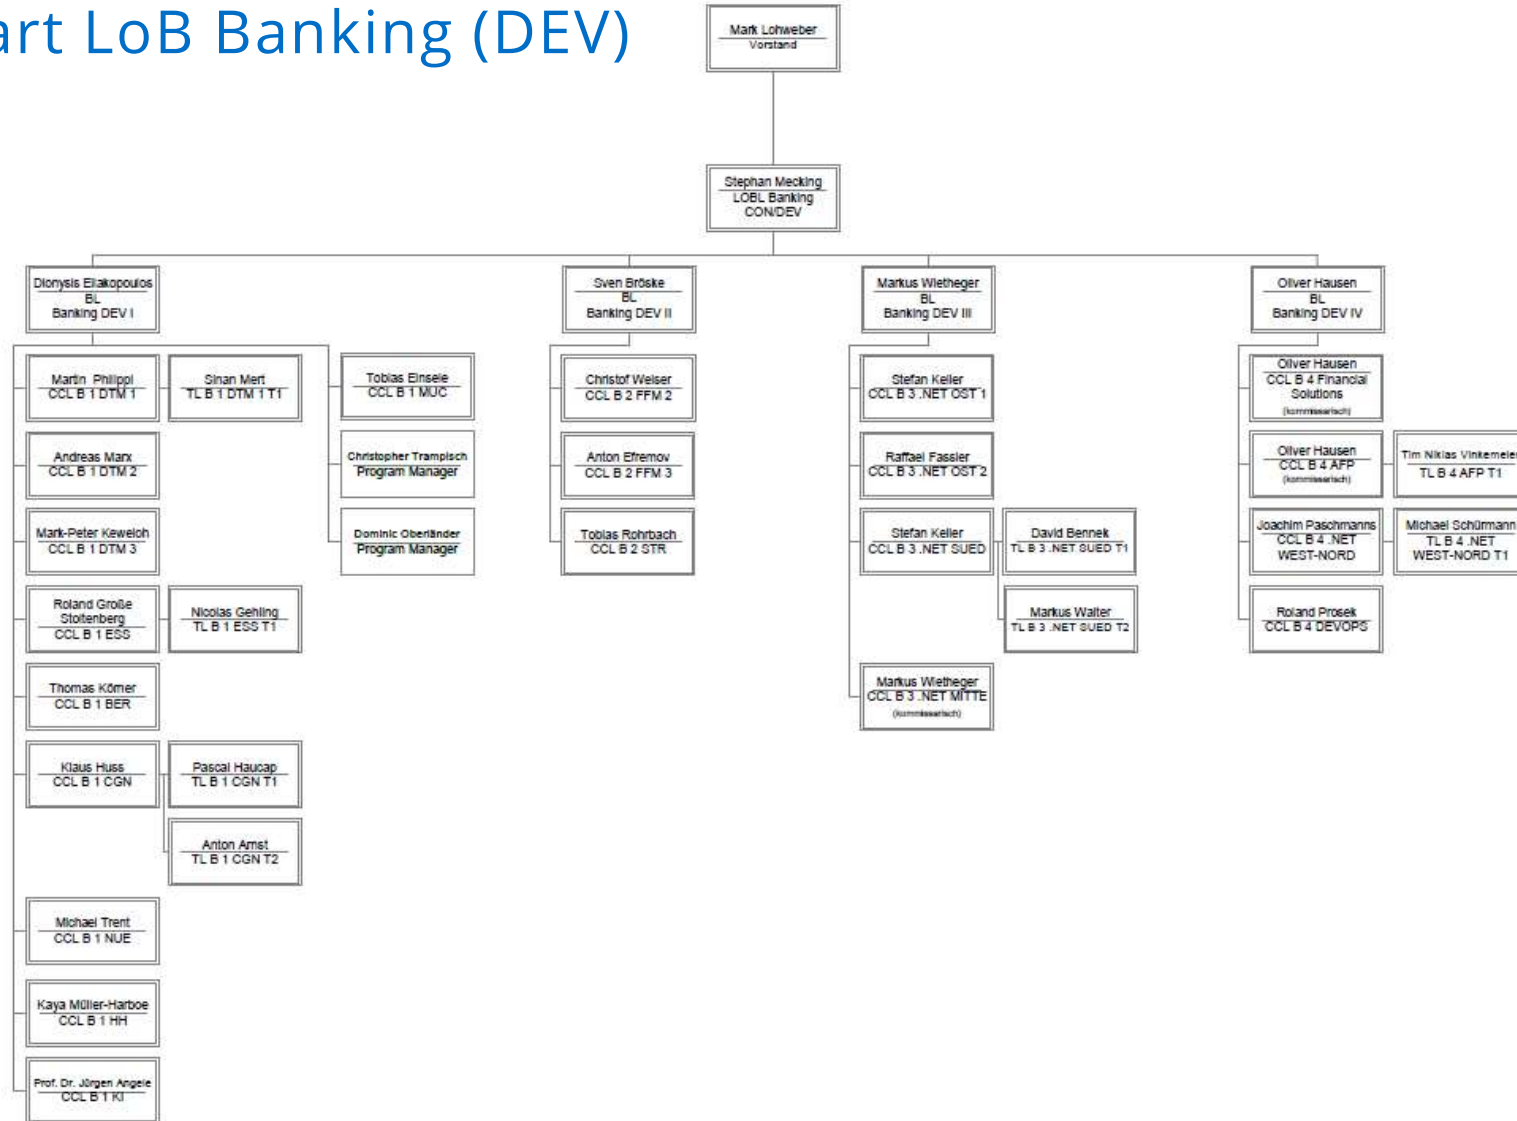 art LoB Banking (DEV)
Mark Lohweber
Vorstand
Stephan Mecking
LOBL Banking
CON/DEV
Dionysis Eliakopoulos
BL
Banking DEV I
Sven Bröske
BL
Banking DEV II
Markus Wietheger
BL
Banking DEV III
Oliver Hausen
BL
Banking DEV IV
Martin Philippi
CCL B 1 DTM 1
Sinan Mert
TL B 1 DTM 1 T1
Tobias Einsele
CCL B 1 MUC
Christof Weiser
CCL B 2 FFM 2
Stefan Keller
CCL B 3 .NET OST 1
Oliver Hausen
CCL B 4 Financial
Solutions
(kommissarisch)
Andreas Marx
CCL B 1 DTM 2
Christopher Trampisch
Program Manager
Anton Efremov
CCL B 2 FFM 3
Raffael Fassler
CCL B 3 .NET OST 2
Oliver Hausen
CCL B 4 AFP
(kommissarisch)
Tim Niklas Vinkemeier
TL B 4 AFP T1
Mark-Peter Keweloh
CCL B 1 DTM 3
Dominic Oberländer
Program Manager
Tobias Rohrbach
CCL B 2 STR
Stefan Keller
CCL B 3 .NET SUED
David Bennek
TL B 3 .NET SUED T1
Joachim Paschmanns
CCL B 4 .NET
WEST-NORD
Michael Schürmann
TL B 4 .NET
WEST-NORD T1
Roland Große
Stoltenberg
CCL B 1 ESS
Nicolas Gehling
TL B 1 ESS T1
Markus Walter
TL B 3 .NET SUED T2
Roland Prosek
CCL B 4 DEVOPS
Thomas Körner
CCL B 1 BER
Markus Wietheger
CCL B 3 .NET MITTE
(kommissarisch)
Klaus Huss
CCL B 1 CGN
Pascal Haucap
TL B 1 CGN T1
Anton Arnst
TL B 1 CGN T2
Michael Trent
CCL B 1 NUE
Kaya Müller-Harboe
CCL B 1 HH
Prof. Dr. Jürgen Angele
CCL B 1 KI